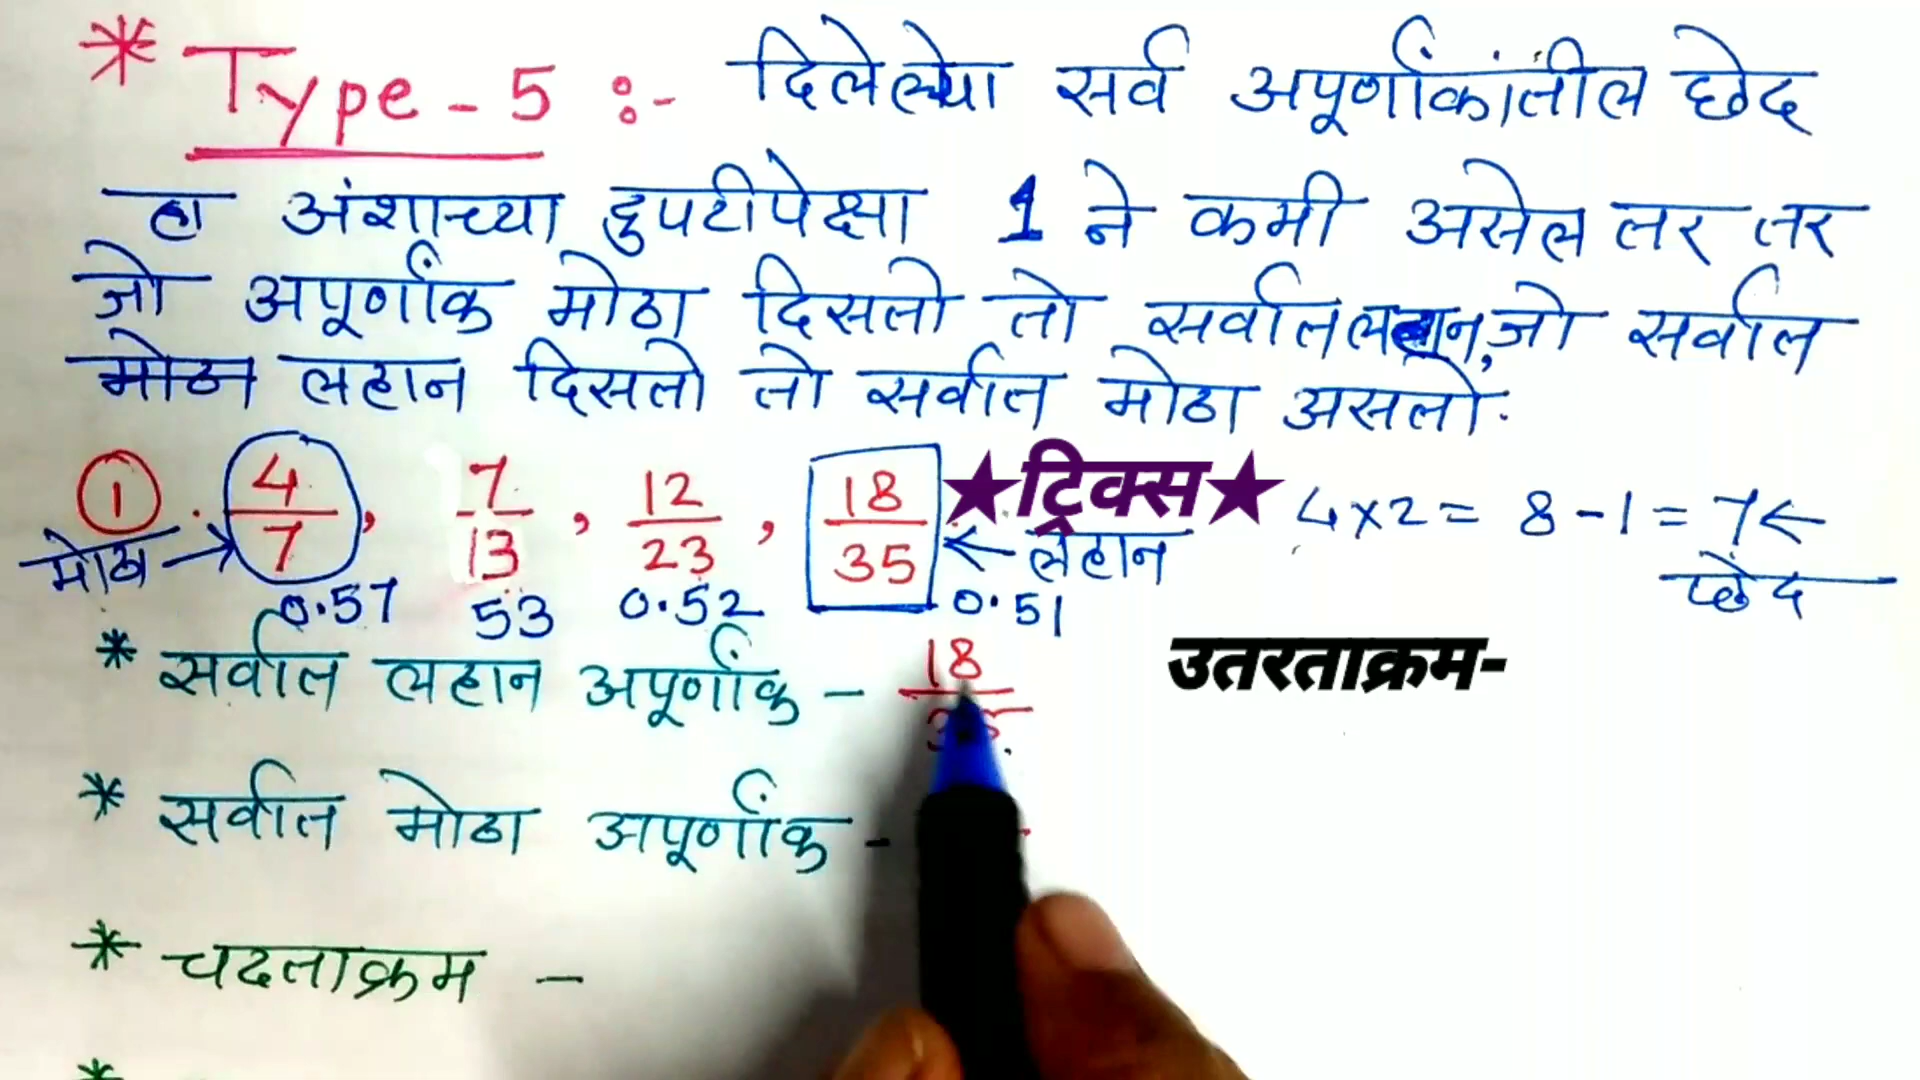 * Type - 5 :- दिलेल्या सर्व अपूर्णांकांतील छेद
हा अंशाच्या दुपटीपेक्षा 1 ने कमी असेल तर तर
जो अपूर्णांक मोठा दिसतो तो सर्वात लहान, जो सर्वात
मोठा लहान दिसतो तो सर्वात मोठा असतो.
① . 4/7, 7/13, 12/23, 18/35 ★ट्रिक्स★ 4×2 = 8 - 1 = 7 ←
मोठा → ← लहान छेद
0.57 53 0.52 0.51
* सर्वात लहान अपूर्णांक - 18/35 उतरताक्रम-
* सर्वात मोठा अपूर्णांक -
* चढताक्रम -
*